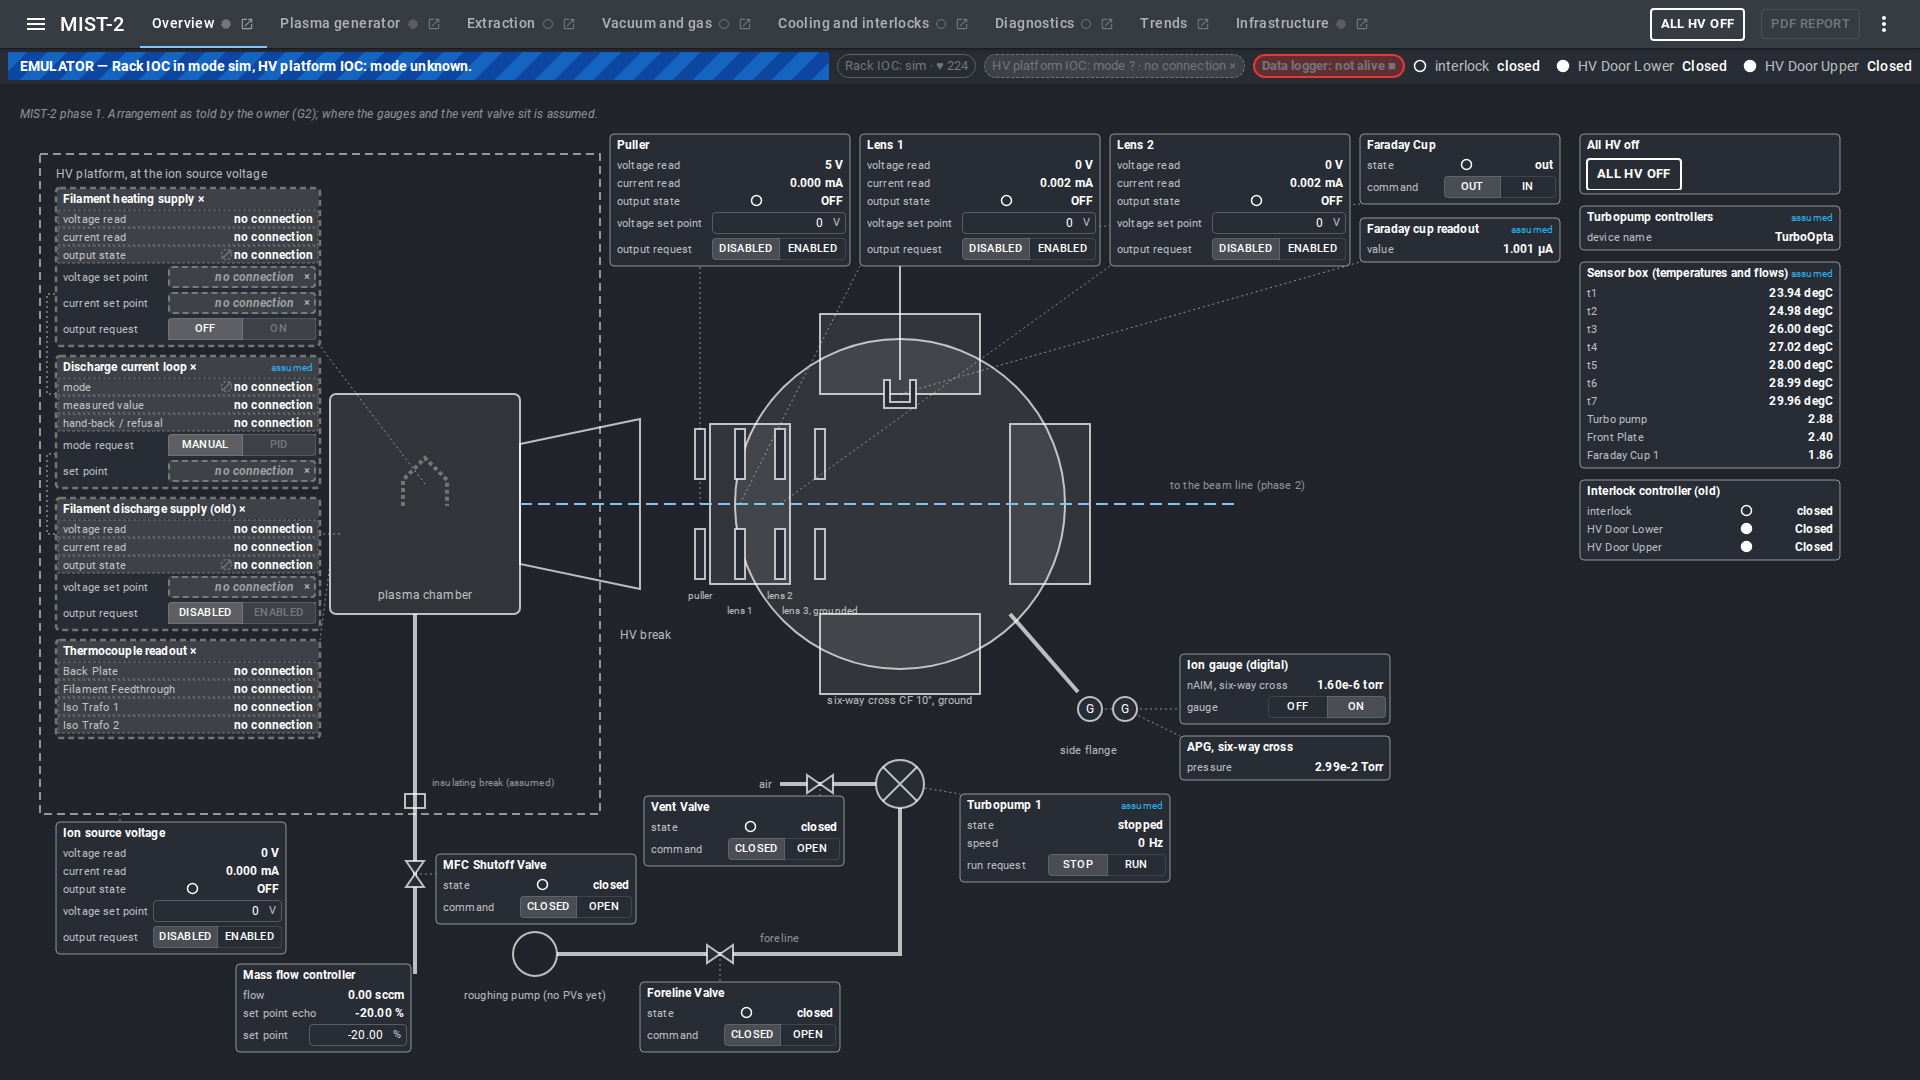 MIST-2 Overview Plasma generator Extraction Vacuum and gas Cooling and interlocks Diagnostics Trends Infrastructure ALL HV OFF PDF REPORT
EMULATOR — Rack IOC in mode sim, HV platform IOC: mode unknown. Rack IOC: sim · ♥ 224 HV platform IOC: mode ? · no connection × Data logger: not alive ■ interlock closed HV Door Lower Closed HV Door Upper Closed
MIST-2 phase 1. Arrangement as told by the owner (G2); where the gauges and the vent valve sit is assumed.
HV platform, at the ion source voltage
Filament heating supply ×
voltage read no connection
current read no connection
output state no connection
voltage set point no connection ×
current set point no connection ×
output request OFF ON
Discharge current loop × assumed
mode no connection
measured value no connection
hand-back / refusal no connection
mode request MANUAL PID
set point no connection ×
Filament discharge supply (old) ×
voltage read no connection
current read no connection
output state no connection
voltage set point no connection ×
output request DISABLED ENABLED
Thermocouple readout ×
Back Plate no connection
Filament Feedthrough no connection
Iso Trafo 1 no connection
Iso Trafo 2 no connection
plasma chamber
insulating break (assumed)
HV break
Puller
voltage read 5 V
current read 0.000 mA
output state OFF
voltage set point 0 V
output request DISABLED ENABLED
Lens 1
voltage read 0 V
current read 0.002 mA
output state OFF
voltage set point 0 V
output request DISABLED ENABLED
Lens 2
voltage read 0 V
current read 0.002 mA
output state OFF
voltage set point 0 V
output request DISABLED ENABLED
Faraday Cup
state out
command OUT IN
Faraday cup readout assumed
value 1.001 µA
All HV off
ALL HV OFF
Turbopump controllers assumed
device name TurboOpta
Sensor box (temperatures and flows) assumed
t1 23.94 degC
t2 24.98 degC
t3 26.00 degC
t4 27.02 degC
t5 28.00 degC
t6 28.99 degC
t7 29.96 degC
Turbo pump 2.88
Front Plate 2.40
Faraday Cup 1 1.86
Interlock controller (old)
interlock closed
HV Door Lower Closed
HV Door Upper Closed
to the beam line (phase 2)
puller
lens 1
lens 2
lens 3, grounded
six-way cross CF 10", ground
G G
side flange
Ion gauge (digital)
nAIM, six-way cross 1.60e-6 torr
gauge OFF ON
APG, six-way cross
pressure 2.99e-2 Torr
air
Vent Valve
state closed
command CLOSED OPEN
Turbopump 1 assumed
state stopped
speed 0 Hz
run request STOP RUN
Ion source voltage
voltage read 0 V
current read 0.000 mA
output state OFF
voltage set point 0 V
output request DISABLED ENABLED
MFC Shutoff Valve
state closed
command CLOSED OPEN
Mass flow controller
flow 0.00 sccm
set point echo -20.00 %
set point -20.00 %
roughing pump (no PVs yet)
foreline
Foreline Valve
state closed
command CLOSED OPEN